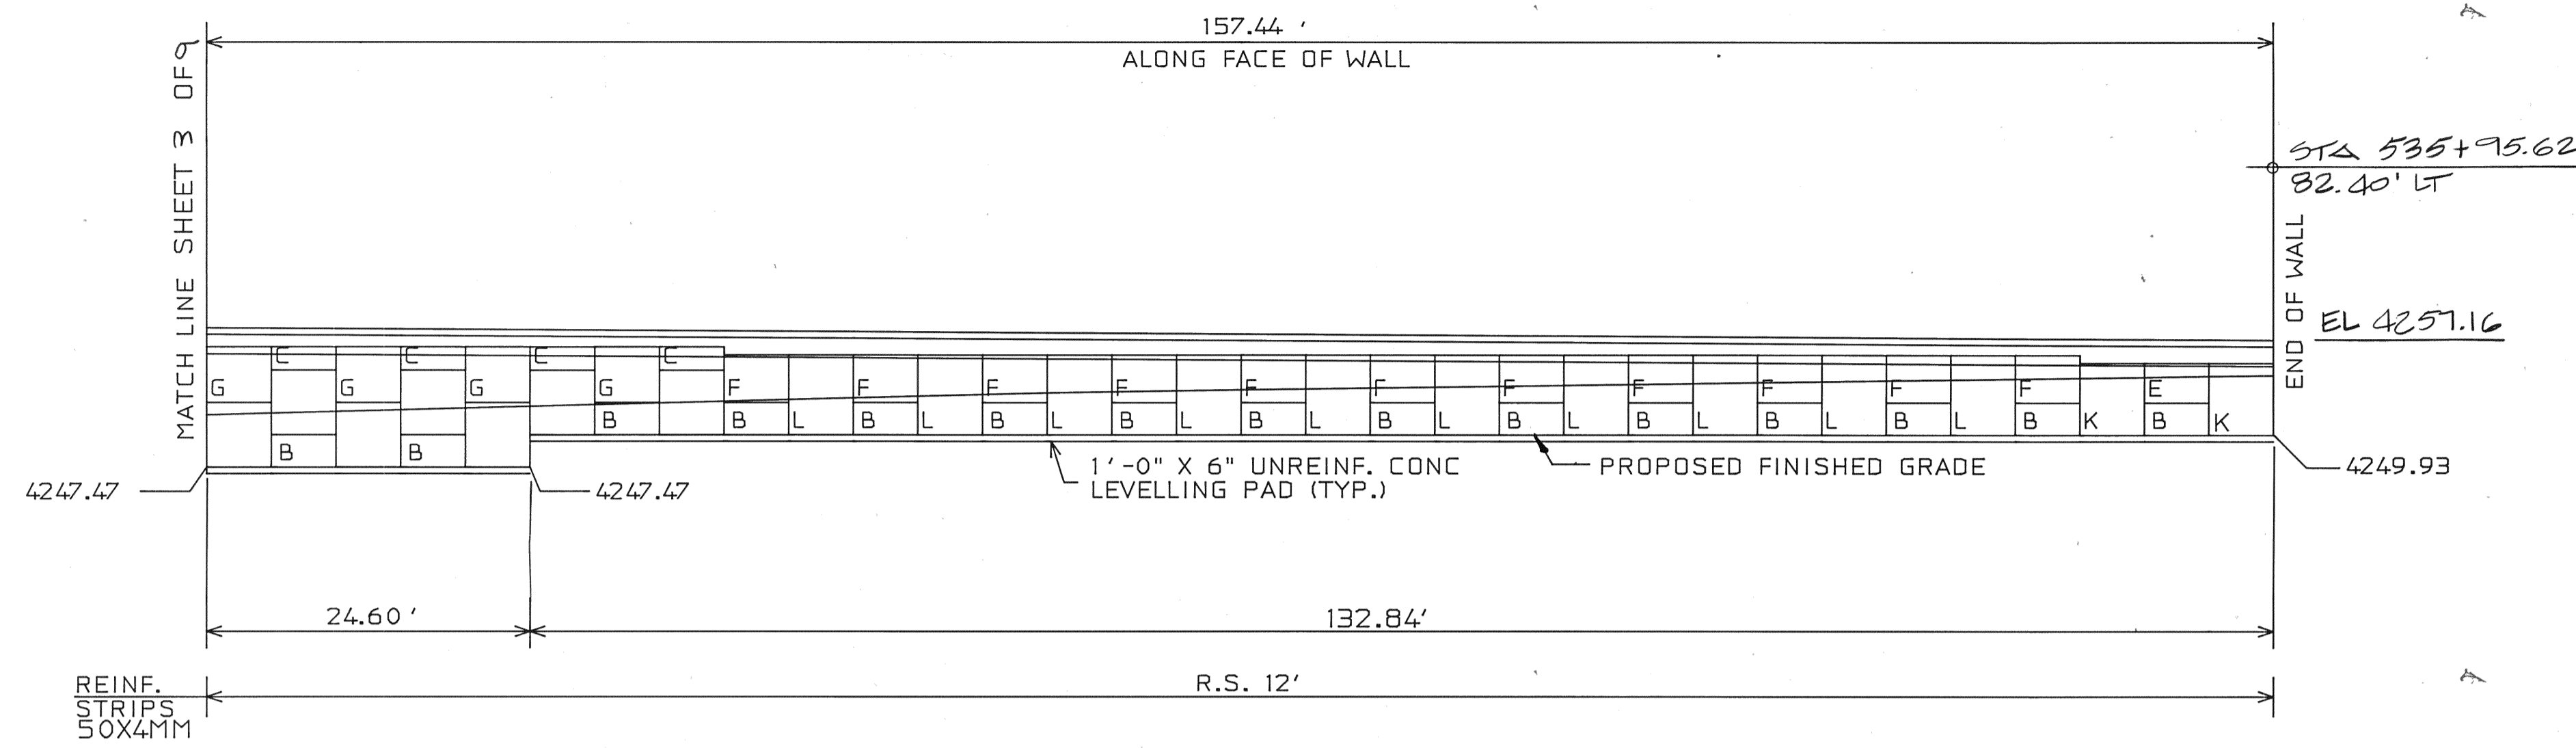 157.44 '
ALONG FACE OF WALL
MATCH LINE SHEET 3 OF 9
STA 535+95.62
82.40' LT
END OF WALL
EL 4257.16
C C C C
G G G G F F F F F F F F F F F E
B L B L B L B L B L B L B L B L B L B L B K B K
B
B B
1'-0" X 6" UNREINF. CONC
LEVELLING PAD (TYP.)
PROPOSED FINISHED GRADE
4249.93
4247.47
4247.47
24.60 '
132.84'
REINF.
STRIPS
50X4MM
R.S. 12'